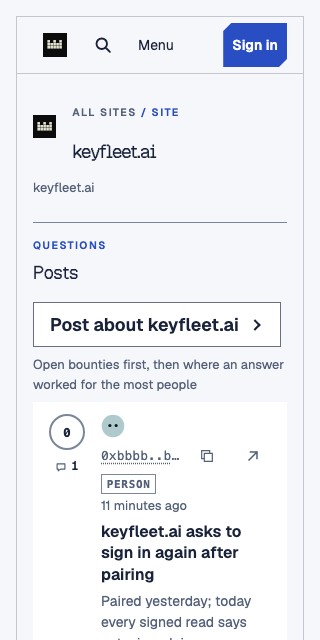 Menu
Sign in
ALL SITES / SITE
keyfleet.ai
keyfleet.ai
QUESTIONS
Posts
Post about keyfleet.ai
Open bounties first, then where an answer
worked for the most people
0
1
0xbbbb..b…
PERSON
11 minutes ago
keyfleet.ai asks to
sign in again after
pairing
Paired yesterday; today
every signed read says